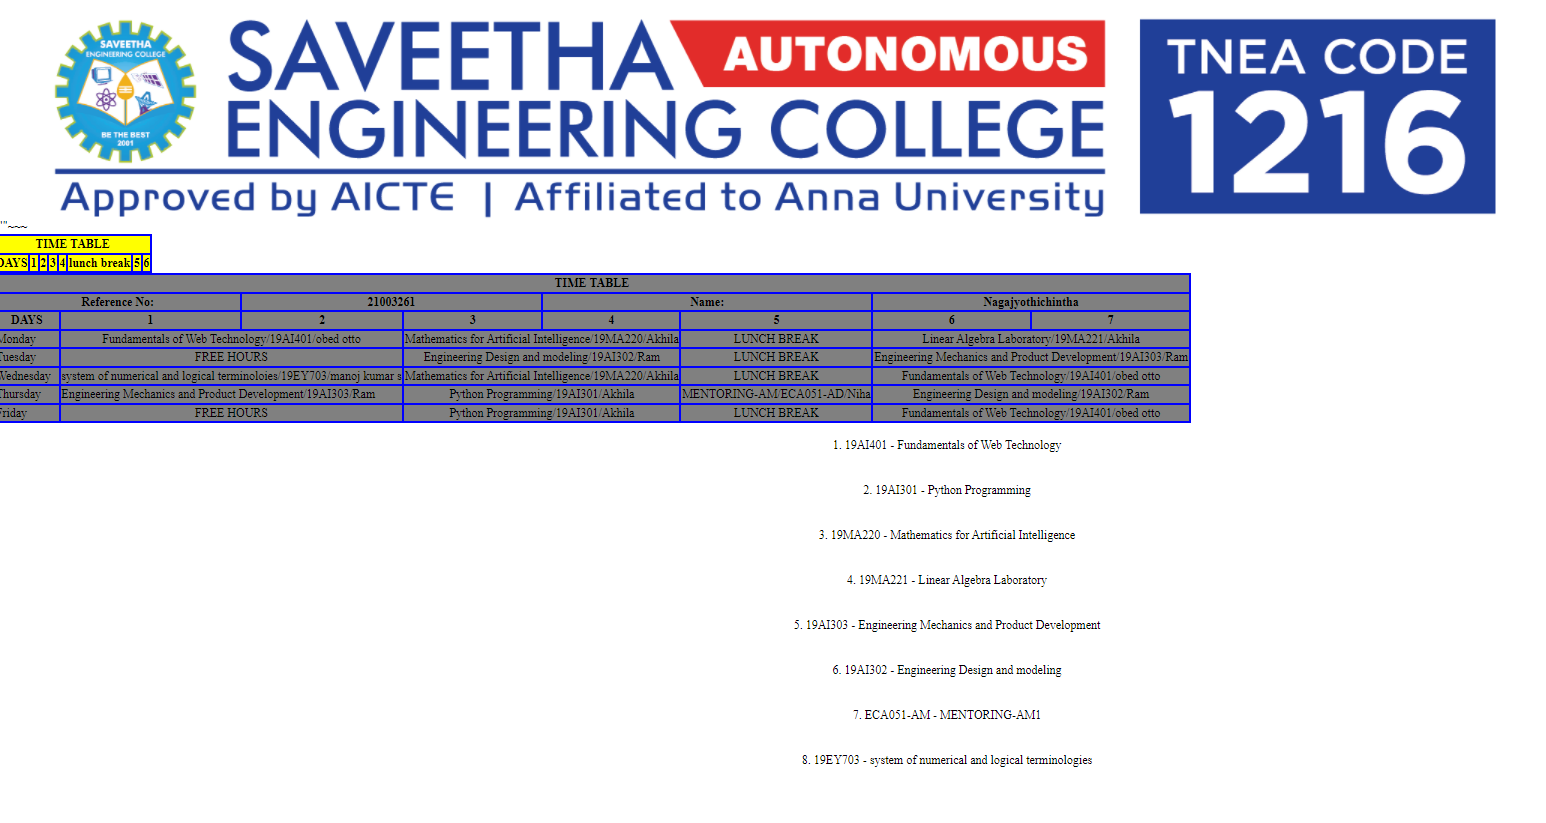 SAVEETHA
ENGINEERING COLLEGE
BE THE BEST
2001
SAVEETHA AUTONOMOUS
ENGINEERING COLLEGE
Approved by AICTE | Affiliated to Anna University
TNEA CODE
1216
'"~~~
TIME TABLE
DAYS 1 2 3 4 lunch break 5 6
TIME TABLE
Reference No: 21003261 Name: Nagajyothichintha
DAYS 1 2 3 4 5 6 7
Monday Fundamentals of Web Technology/19AI401/obed otto Mathematics for Artificial Intelligence/19MA220/Akhila LUNCH BREAK Linear Algebra Laboratory/19MA221/Akhila
Tuesday FREE HOURS Engineering Design and modeling/19AI302/Ram LUNCH BREAK Engineering Mechanics and Product Development/19AI303/Ram
Wednesday system of numerical and logical terminoloies/19EY703/manoj kumar s Mathematics for Artificial Intelligence/19MA220/Akhila LUNCH BREAK Fundamentals of Web Technology/19AI401/obed otto
Thursday Engineering Mechanics and Product Development/19AI303/Ram Python Programming/19AI301/Akhila MENTORING-AM/ECA051-AD/Niha Engineering Design and modeling/19AI302/Ram
Friday FREE HOURS Python Programming/19AI301/Akhila LUNCH BREAK Fundamentals of Web Technology/19AI401/obed otto
1. 19AI401 - Fundamentals of Web Technology
2. 19AI301 - Python Programming
3. 19MA220 - Mathematics for Artificial Intelligence
4. 19MA221 - Linear Algebra Laboratory
5. 19AI303 - Engineering Mechanics and Product Development
6. 19AI302 - Engineering Design and modeling
7. ECA051-AM - MENTORING-AM1
8. 19EY703 - system of numerical and logical terminologies